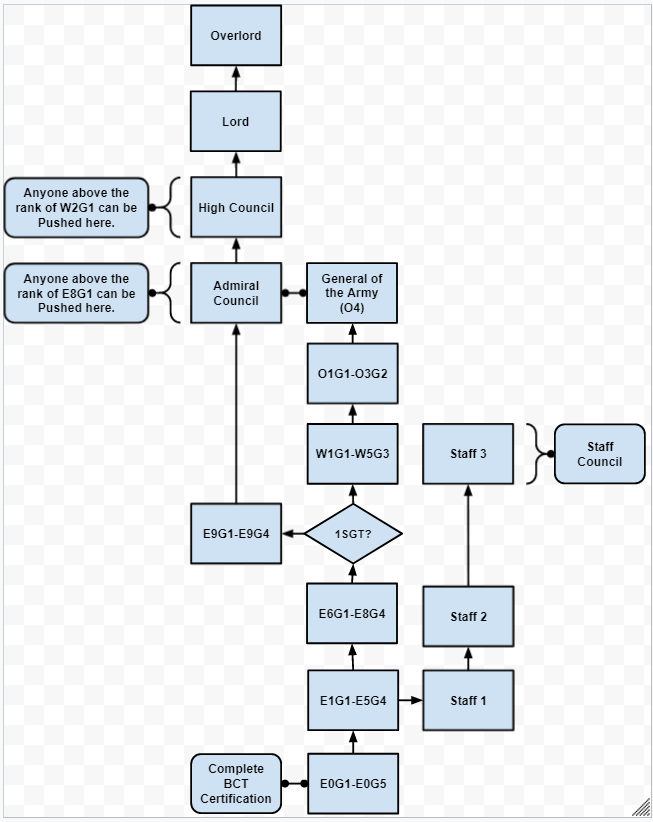 Overlord
Lord
Anyone above the
rank of W2G1 can be
Pushed here.
High Council
Anyone above the
rank of E8G1 can be
Pushed here.
Admiral
Council
General of
the Army
(O4)
O1G1-O3G2
W1G1-W5G3
Staff 3
Staff
Council
E9G1-E9G4
1SGT?
E6G1-E8G4
Staff 2
E1G1-E5G4
Staff 1
Complete
BCT
Certification
E0G1-E0G5